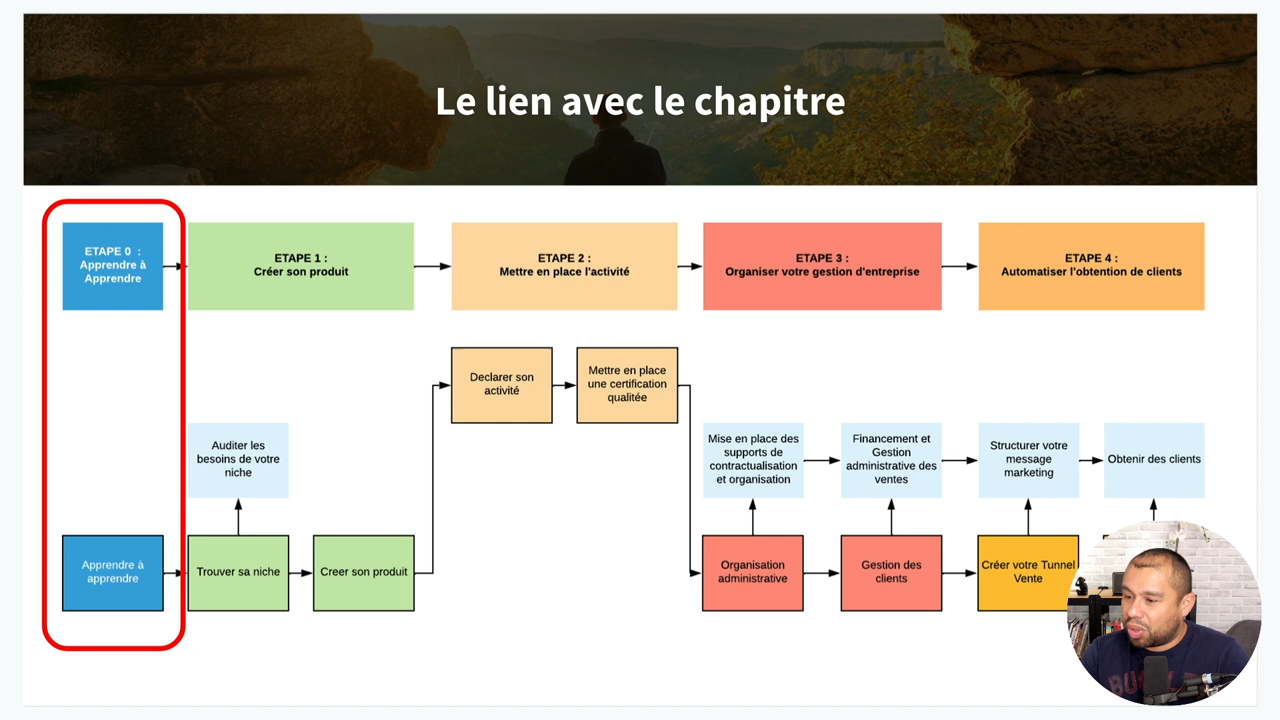 Le lien avec le chapitre
ETAPE 0 :
Apprendre à
Apprendre
ETAPE 1 :
Créer son produit
ETAPE 2 :
Mettre en place l'activité
ETAPE 3 :
Organiser votre gestion d'entreprise
ETAPE 4 :
Automatiser l'obtention de clients
Declarer son
activité
Mettre en place
une certification
qualitée
Auditer les
besoins de votre
niche
Mise en place des
supports de
contractualisation
et organisation
Financement et
Gestion
administrative des
ventes
Structurer votre
message
marketing
Obtenir des clients
Apprendre à
apprendre
Trouver sa niche
Creer son produit
Organisation
administrative
Gestion des
clients
Créer votre Tunnel
Vente